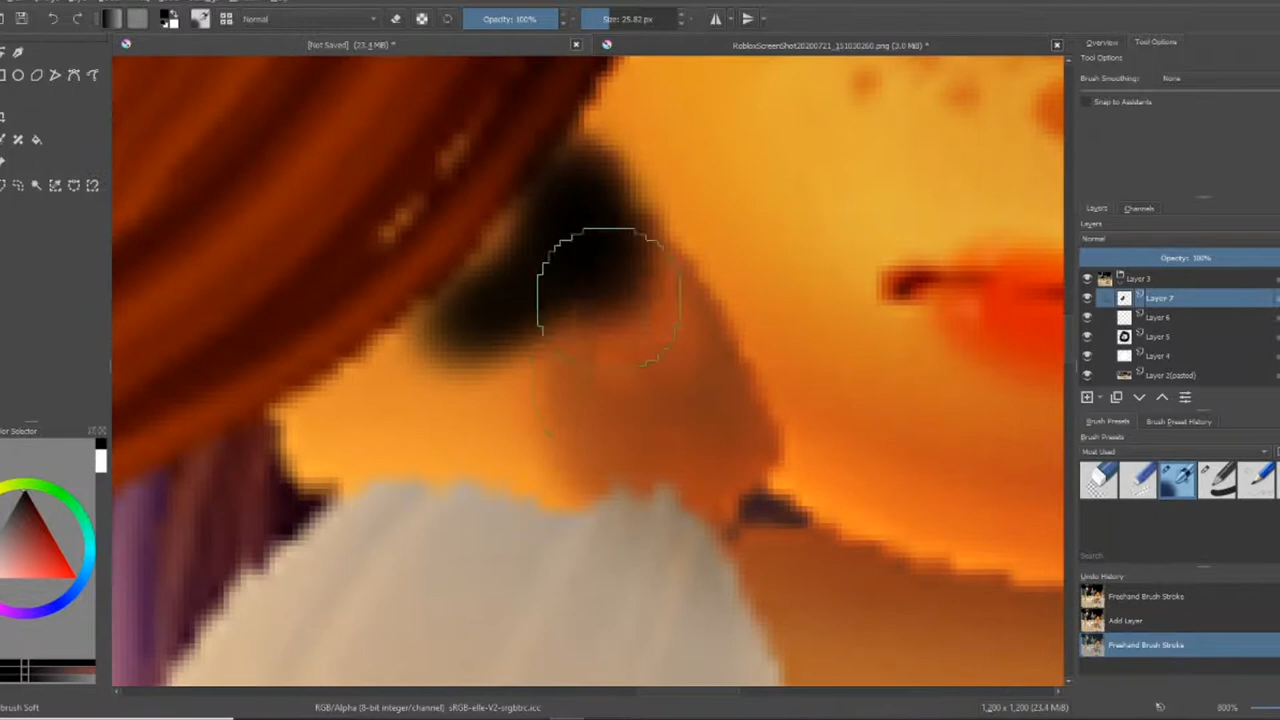 Normal
Opacity: 100%
Size: 25.82 px
[Not Saved] (23.4 MiB) *
RobloxScreenShot20200721_151030260.png (3.0 MiB) *
Overview
Tool Options
Tool Options
Brush Smoothing:
None
Snap to Assistants
Layers
Channels
Layers
Normal
Opacity: 100%
Layer 3
Layer 7
Layer 6
Layer 5
Layer 4
Layer 2(pasted)
Brush Presets
Brush Preset History
Brush Presets
Most Used
Search
Undo History
Freehand Brush Stroke
Add Layer
Freehand Brush Stroke
or Selector
brush Soft
RGB/Alpha (8-bit integer/channel) sRGB-elle-V2-srgbtrc.icc
1,200 x 1,200 (23.4 MiB)
800%